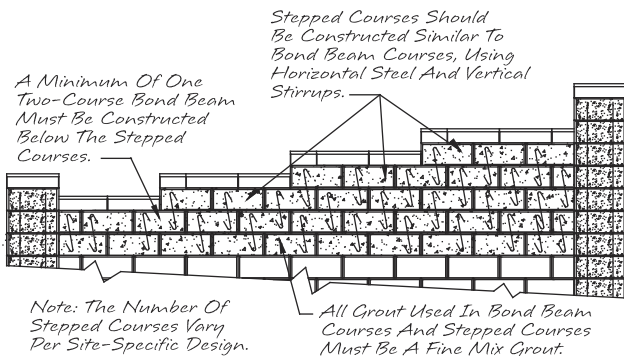 Stepped Courses Should
Be Constructed Similar To
Bond Beam Courses, Using
Horizontal Steel And Vertical
Stirrups.
A Minimum Of One
Two-Course Bond Beam
Must Be Constructed
Below The Stepped
Courses.
Note: The Number Of
Stepped Courses Vary
Per Site-Specific Design.
All Grout Used In Bond Beam
Courses And Stepped Courses
Must Be A Fine Mix Grout.